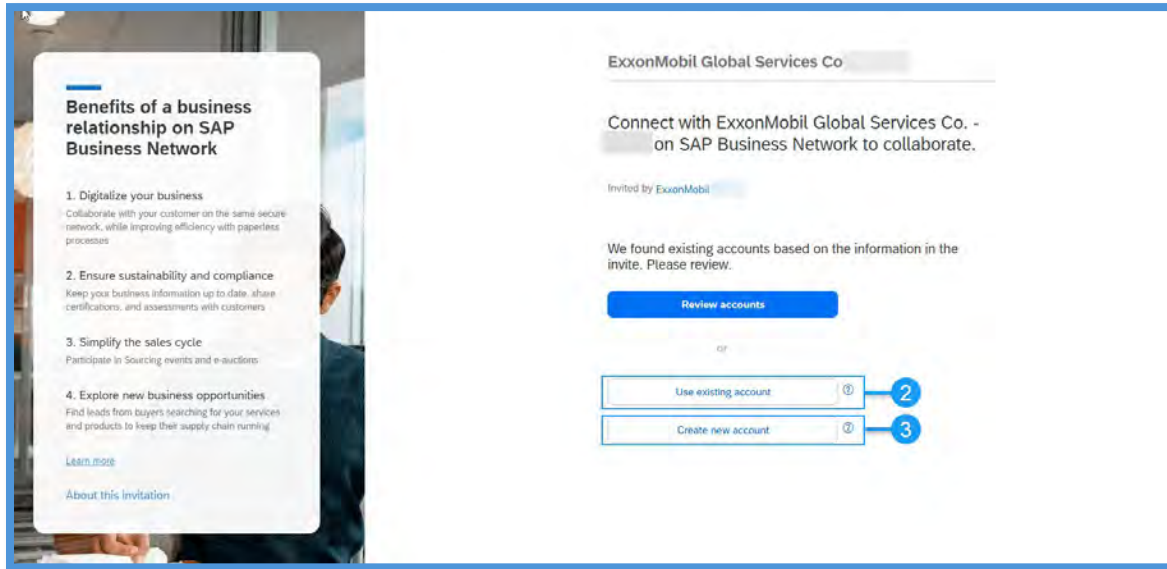 Benefits of a business
relationship on SAP
Business Network
1. Digitalize your business
Collaborate with your customer on the same secure
network, while improving efficiency with paperless
processes
2. Ensure sustainability and compliance
Keep your business information up to date, share
certifications, and assessments with customers
3. Simplify the sales cycle
Participate in Sourcing events and e-auctions
4. Explore new business opportunities
Find leads from buyers searching for your services
and products to keep their supply chain running
Learn more
About this invitation
ExxonMobil Global Services Co
Connect with ExxonMobil Global Services Co. -
on SAP Business Network to collaborate.
Invited by ExxonMobil
We found existing accounts based on the information in the
invite. Please review.
Review accounts
or
Use existing account ? 2
Create new account ? 3